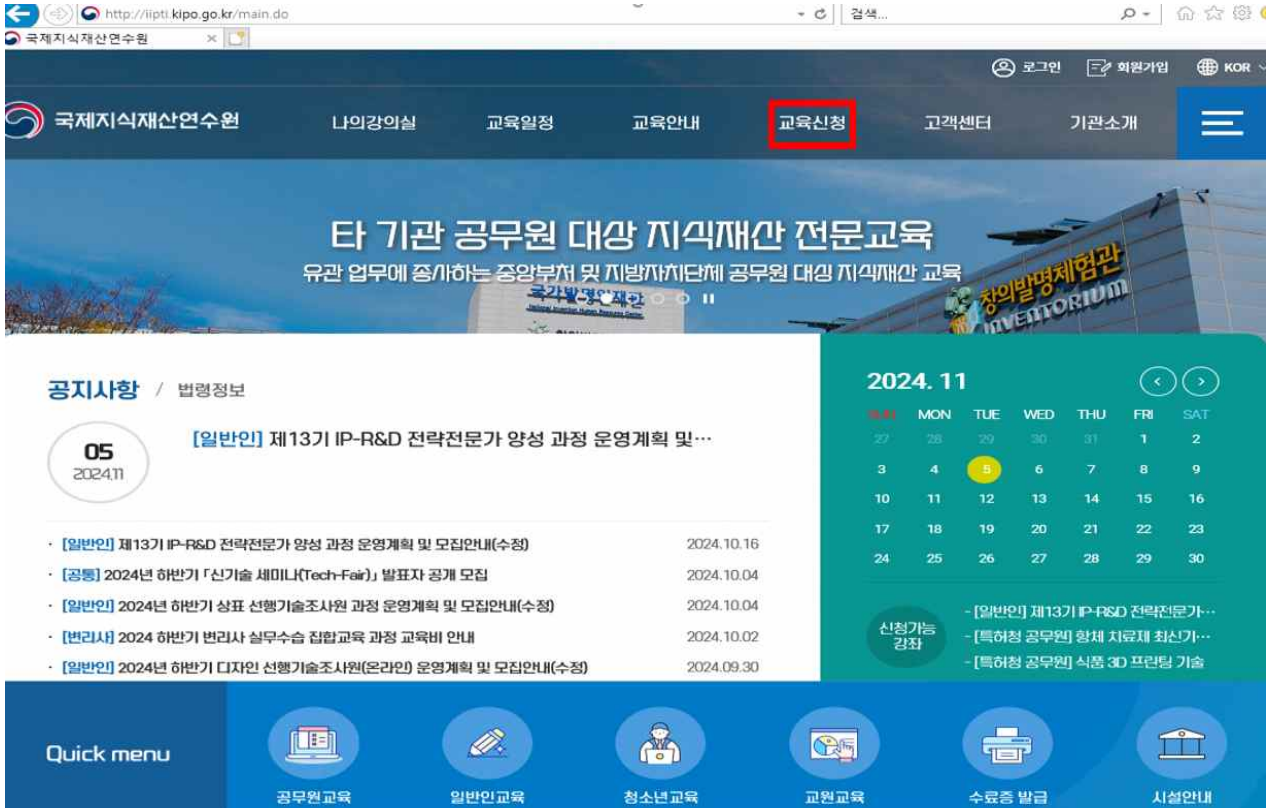 http://iipti.kipo.go.kr/main.do
검색...
국제지식재산연수원
로그인 회원가입 KOR
국제지식재산연수원 나의강의실 교육일정 교육안내 교육신청 고객센터 기관소개
타 기관 공무원 대상 지식재산 전문교육
유관 업무에 종사하는 중앙부처 및 지방자치단체 공무원 대상 지식재산 교육
창의발명체험관
INVENTORIUM
공지사항 / 법령정보
05
2024.11
[일반인] 제13기 IP-R&D 전략전문가 양성 과정 운영계획 및…
· [일반인] 제13기 IP-R&D 전략전문가 양성 과정 운영계획 및 모집안내(수정) 2024.10.16
· [공통] 2024년 하반기 「신기술 세미나(Tech-Fair)」 발표자 공개 모집 2024.10.04
· [일반인] 2024년 하반기 상표 선행기술조사원 과정 운영계획 및 모집안내(수정) 2024.10.04
· [변리사] 2024 하반기 변리사 실무수습 집합교육 과정 교육비 안내 2024.10.02
· [일반인] 2024년 하반기 디자인 선행기술조사원(온라인) 운영계획 및 모집안내(수정) 2024.09.30
2024. 11
SUN MON TUE WED THU FRI SAT
27 28 29 30 31 1 2
3 4 5 6 7 8 9
10 11 12 13 14 15 16
17 18 19 20 21 22 23
24 25 26 27 28 29 30
신청가능
강좌
- [일반인] 제13기 IP-R&D 전략전문가…
- [특허청 공무원] 항체 치료제 최신기…
- [특허청 공무원] 식품 3D 프린팅 기술
Quick menu
공무원교육 일반인교육 청소년교육 교원교육 수료증 발급 시설안내